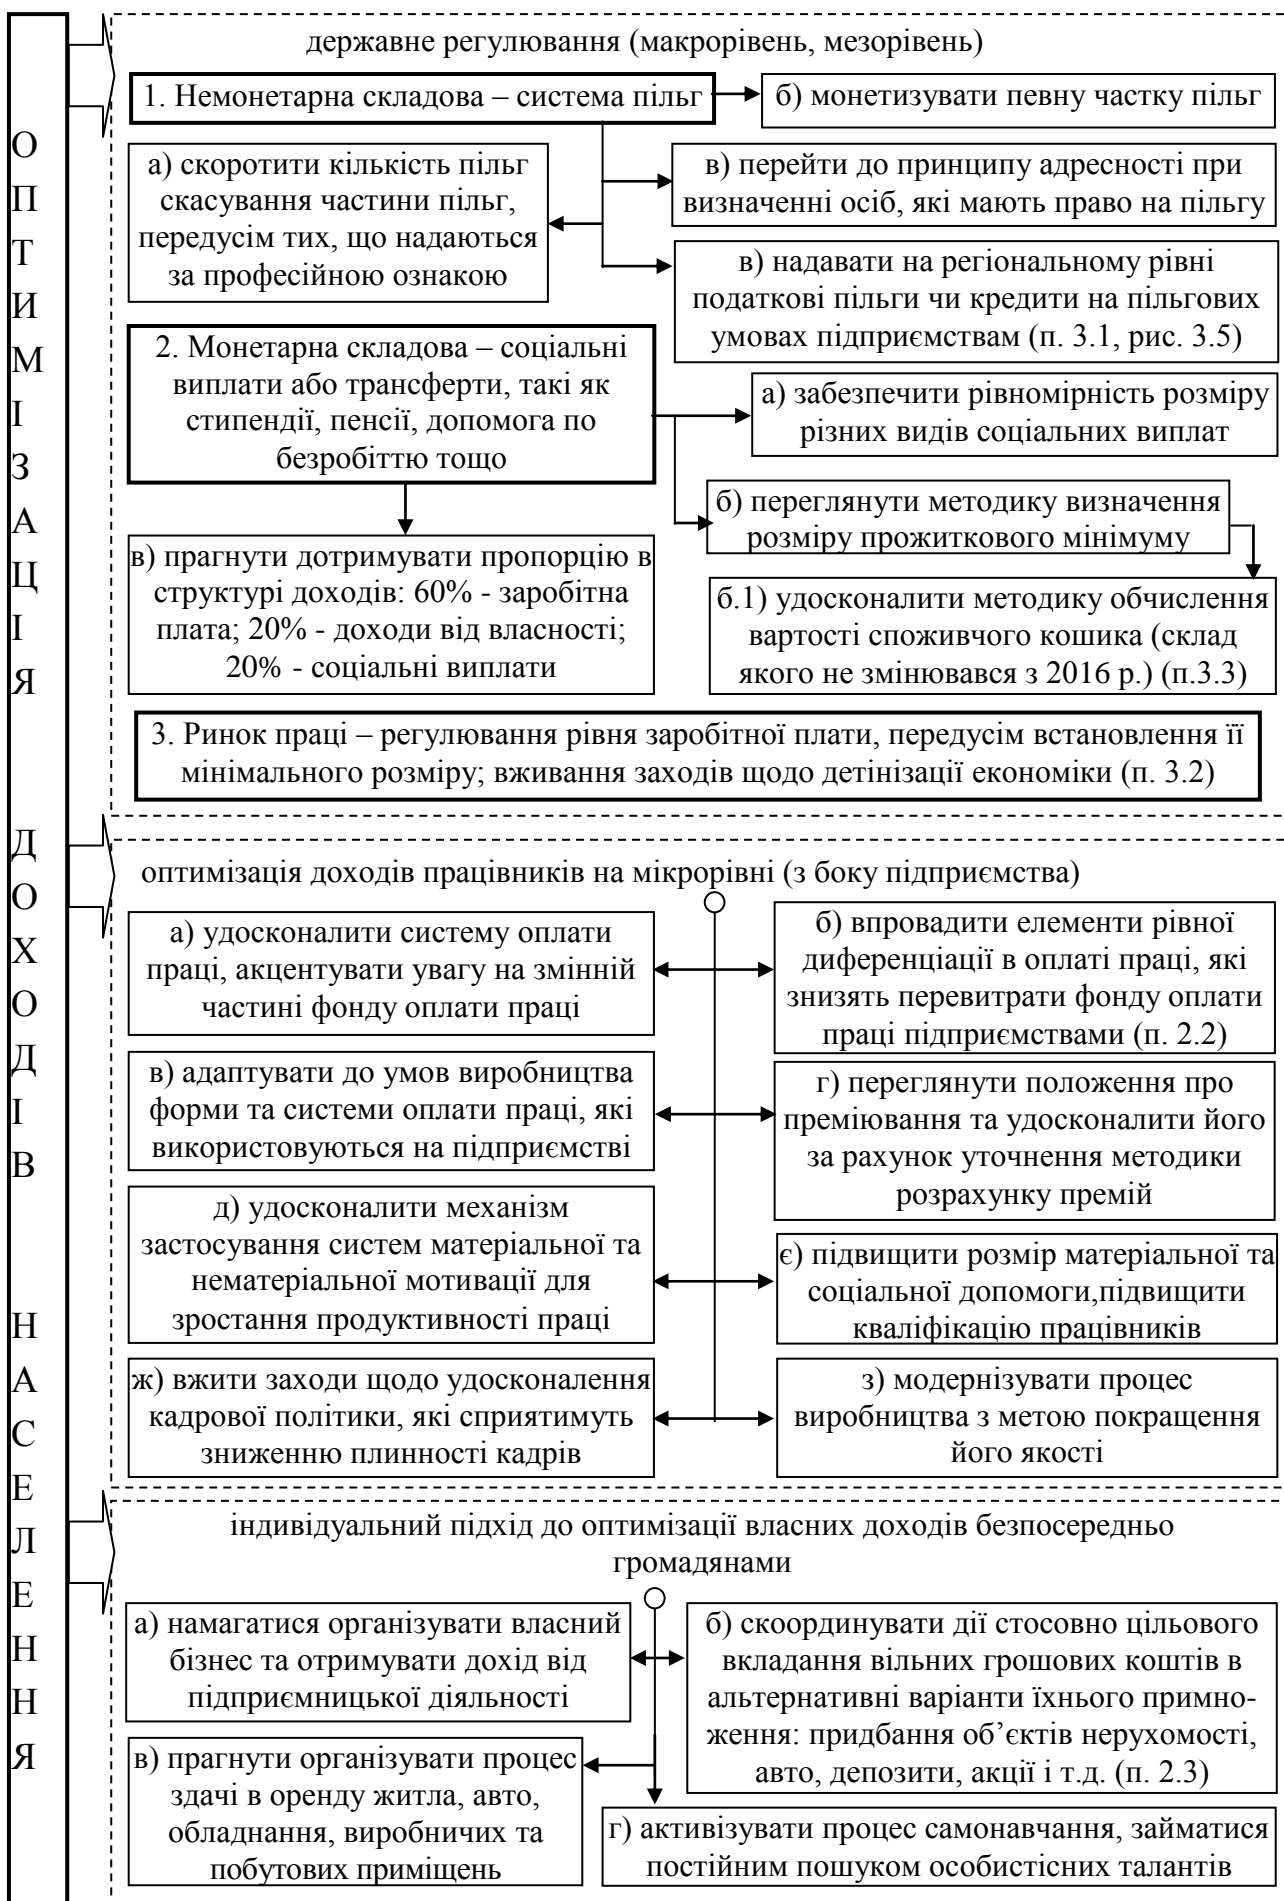 ОПТИМІЗАЦІЯ ДОХОДІВ НАСЕЛЕННЯ
державне регулювання (макрорівень, мезорівень)
1. Немонетарна складова – система пільг
б) монетизувати певну частку пільг
а) скоротити кількість пільг
скасування частини пільг,
передусім тих, що надаються
за професійною ознакою
в) перейти до принципу адресності при
визначенні осіб, які мають право на пільгу
в) надавати на регіональному рівні
податкові пільги чи кредити на пільгових
умовах підприємствам (п. 3.1, рис. 3.5)
2. Монетарна складова – соціальні
виплати або трансферти, такі як
стипендії, пенсії, допомога по
безробіттю тощо
а) забезпечити рівномірність розміру
різних видів соціальних виплат
б) переглянути методику визначення
розміру прожиткового мінімуму
в) прагнути дотримувати пропорцію в
структурі доходів: 60% - заробітна
плата; 20% - доходи від власності;
20% - соціальні виплати
б.1) удосконалити методику обчислення
вартості споживчого кошика (склад
якого не змінювався з 2016 р.) (п.3.3)
3. Ринок праці – регулювання рівня заробітної плати, передусім встановлення її
мінімального розміру; вживання заходів щодо детінізації економіки (п. 3.2)
оптимізація доходів працівників на мікрорівні (з боку підприємства)
а) удосконалити систему оплати
праці, акцентувати увагу на змінній
частині фонду оплати праці
б) впровадити елементи рівної
диференціації в оплаті праці, які
знизять перевитрати фонду оплати
праці підприємствами (п. 2.2)
в) адаптувати до умов виробництва
форми та системи оплати праці, які
використовуються на підприємстві
г) переглянути положення про
преміювання та удосконалити його
за рахунок уточнення методики
розрахунку премій
д) удосконалити механізм
застосування систем матеріальної та
нематеріальної мотивації для
зростання продуктивності праці
є) підвищити розмір матеріальної та
соціальної допомоги,підвищити
кваліфікацію працівників
ж) вжити заходи щодо удосконалення
кадрової політики, які сприятимуть
зниженню плинності кадрів
з) модернізувати процес
виробництва з метою покращення
його якості
індивідуальний підхід до оптимізації власних доходів безпосередньо
громадянами
а) намагатися організувати власний
бізнес та отримувати дохід від
підприємницької діяльності
б) скоординувати дії стосовно цільового
вкладання вільних грошових коштів в
альтернативні варіанти їхнього примно-
ження: придбання об’єктів нерухомості,
авто, депозити, акції і т.д. (п. 2.3)
в) прагнути організувати процес
здачі в оренду житла, авто,
обладнання, виробничих та
побутових приміщень
г) активізувати процес самонавчання, займатися
постійним пошуком особистісних талантів